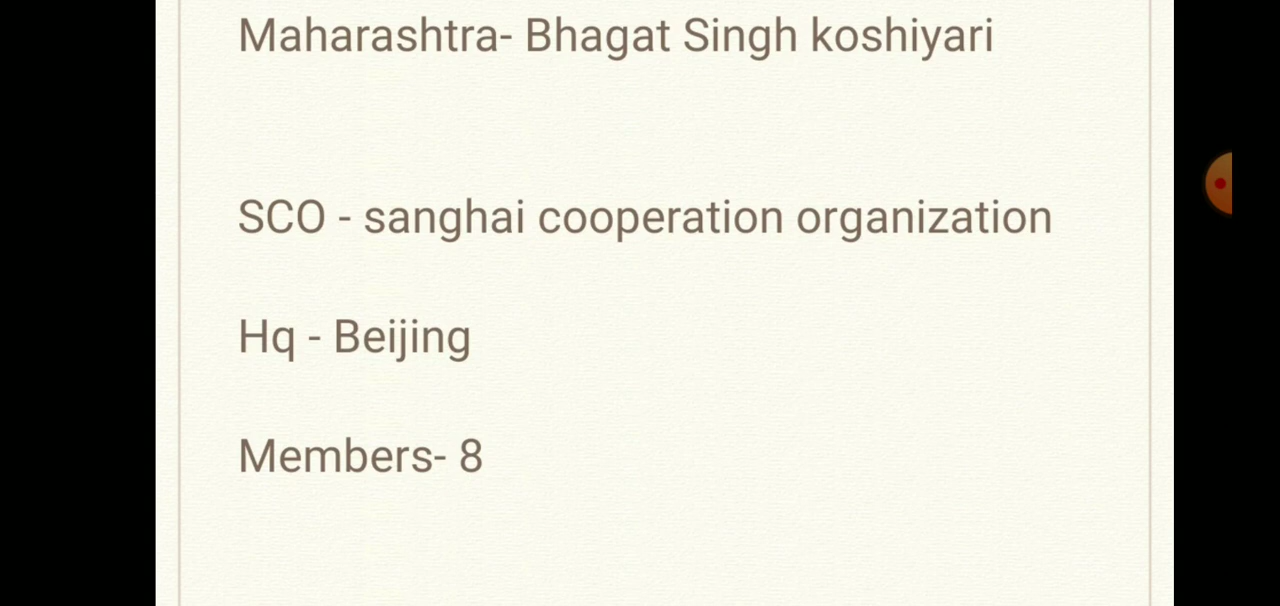 Maharashtra- Bhagat Singh koshiyari
SCO - sanghai cooperation organization
Hq - Beijing
Members- 8